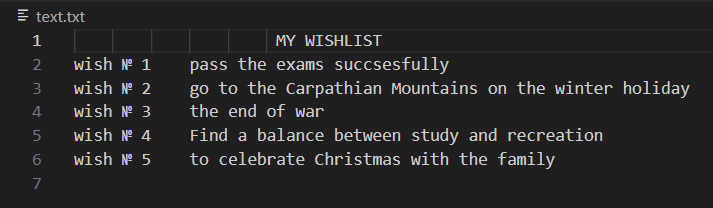 text.txt
1 MY WISHLIST
2 wish № 1 pass the exams succsesfully
3 wish № 2 go to the Carpathian Mountains on the winter holiday
4 wish № 3 the end of war
5 wish № 4 Find a balance between study and recreation
6 wish № 5 to celebrate Christmas with the family
7